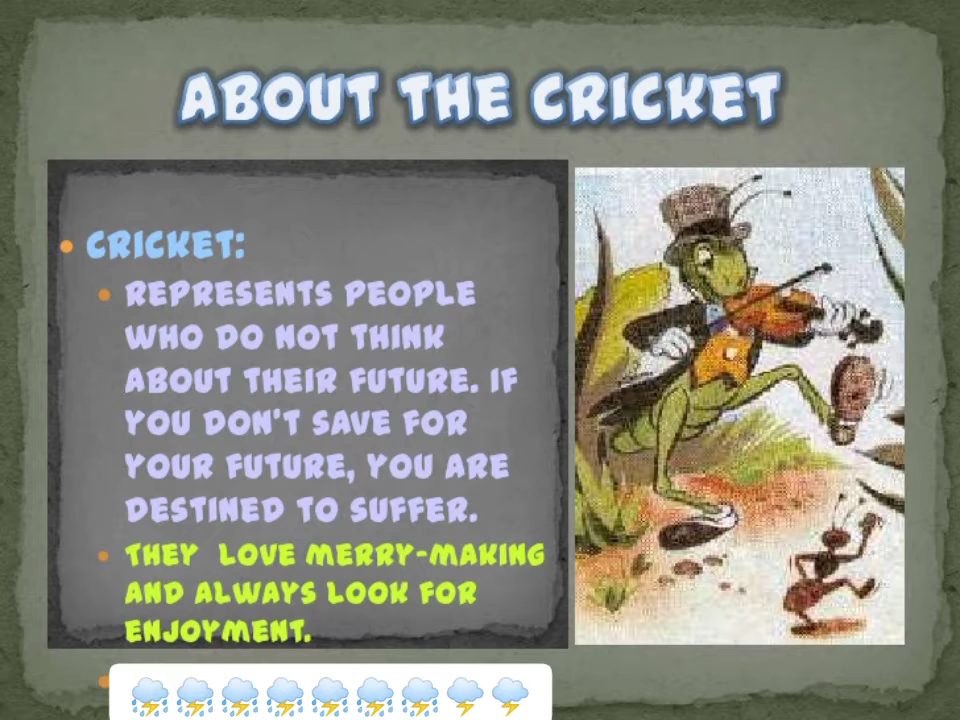 ABOUT THE CRICKET
CRICKET:
REPRESENTS PEOPLE
WHO DO NOT THINK
ABOUT THEIR FUTURE. IF
YOU DON'T SAVE FOR
YOUR FUTURE, YOU ARE
DESTINED TO SUFFER.
THEY LOVE MERRY-MAKING
AND ALWAYS LOOK FOR
ENJOYMENT.
⛈️⛈️⛈️⛈️⛈️⛈️⛈️🌩️🌩️